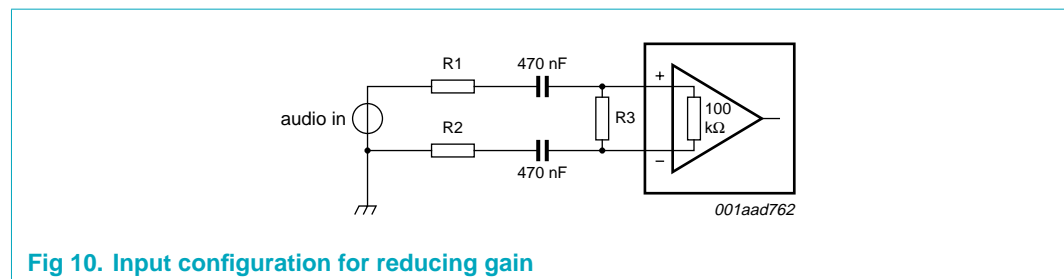 R1
470 nF
+
audio in
R3
100
kΩ
R2
−
470 nF
001aad762
Fig 10. Input configuration for reducing gain